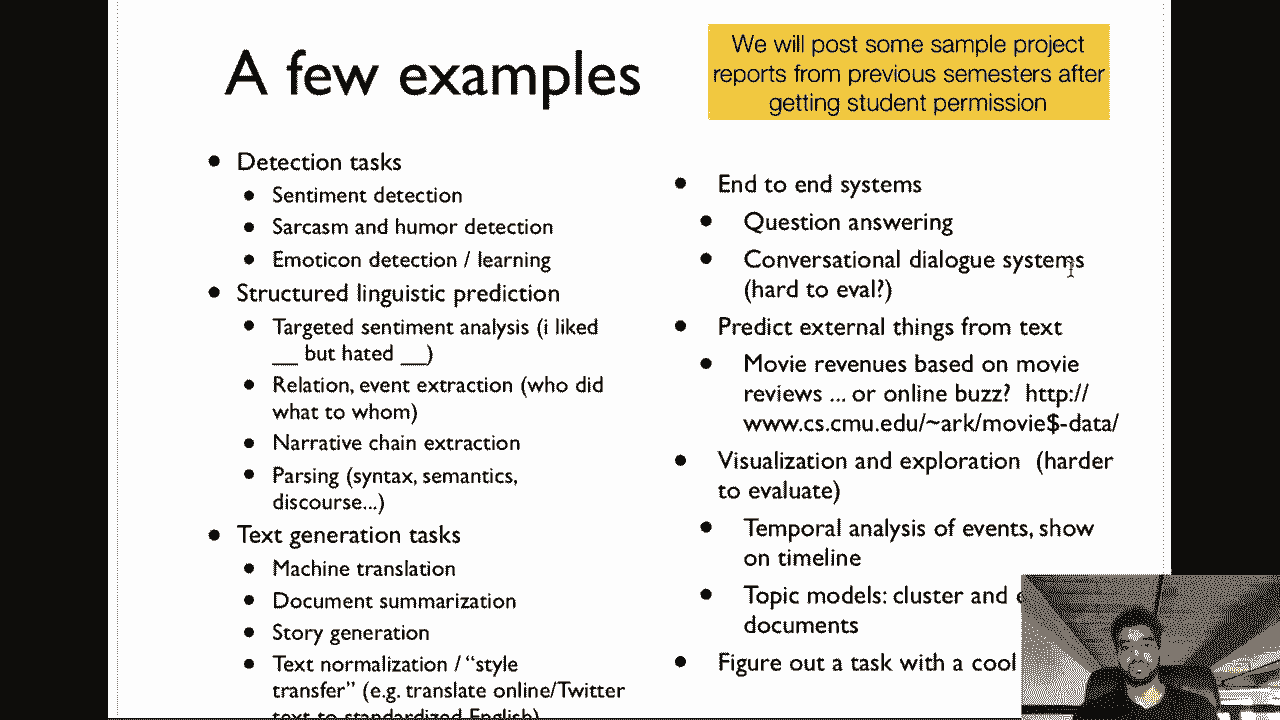 A few examples
We will post some sample project
reports from previous semesters after
getting student permission
• Detection tasks
• Sentiment detection
• Sarcasm and humor detection
• Emoticon detection / learning
• Structured linguistic prediction
• Targeted sentiment analysis (i liked
__ but hated __)
• Relation, event extraction (who did
what to whom)
• Narrative chain extraction
• Parsing (syntax, semantics,
discourse...)
• Text generation tasks
• Machine translation
• Document summarization
• Story generation
• Text normalization / “style
transfer” (e.g. translate online/Twitter
text to standardized English)
• End to end systems
• Question answering
• Conversational dialogue systems
(hard to eval?)
• Predict external things from text
• Movie revenues based on movie
reviews ... or online buzz? http://
www.cs.cmu.edu/~ark/movie$-data/
• Visualization and exploration (harder
to evaluate)
• Temporal analysis of events, show
on timeline
• Topic models: cluster and
documents
• Figure out a task with a cool